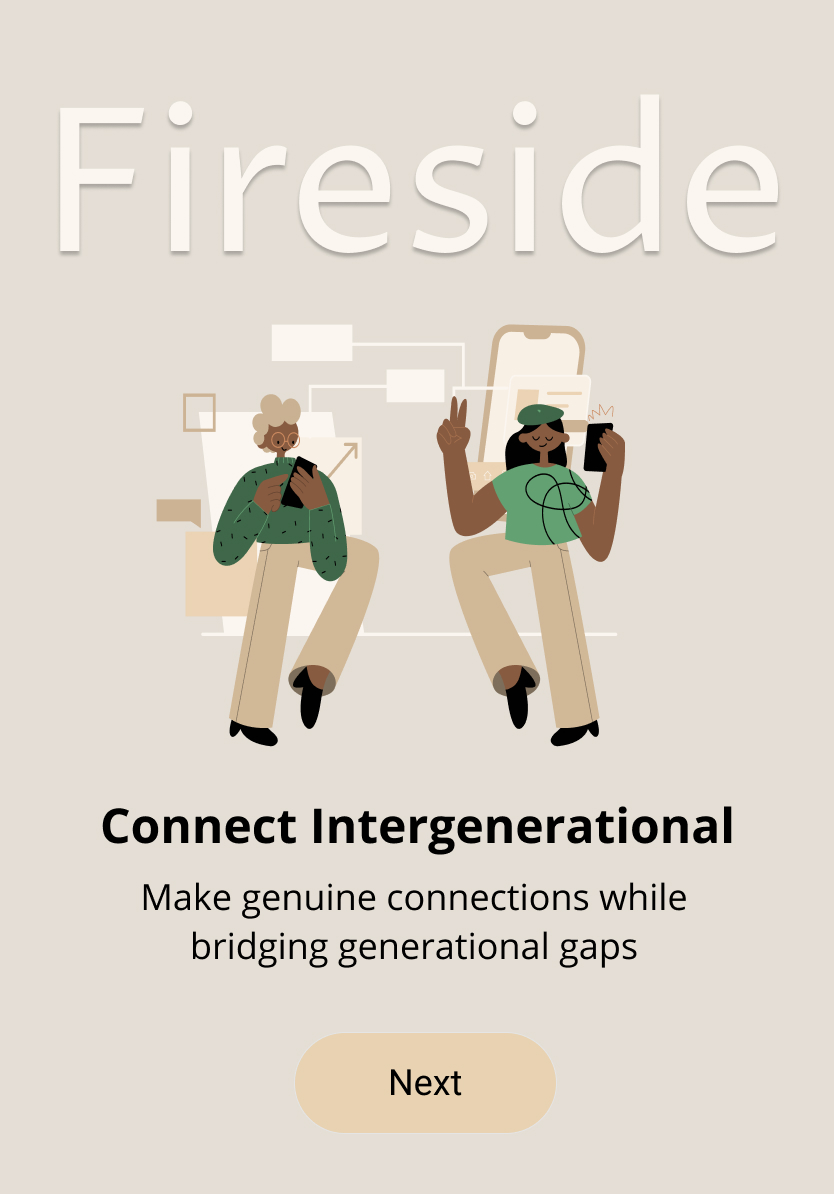 Fireside
Connect Intergenerational
Make genuine connections while
bridging generational gaps
Next